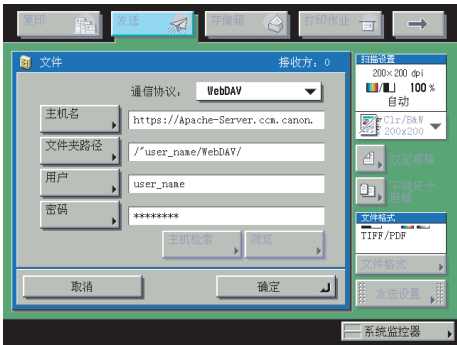 复印 发送 存储箱 打印作业
文件 接收方: 0
通信协议: WebDAV
主机名 https://Apache-Server.ccm.canon.
文件夹路径 /~user_name/WebDAV/
用户 user_name
密码 ********
主机检索 浏览
取消 确定
扫描设置
200×200 dpi
100 %
自动
Clr/B&W
200x200
双面原稿
不同尺寸
原稿
文件格式
TIFF/PDF
文件格式
发送设置
系统监控器